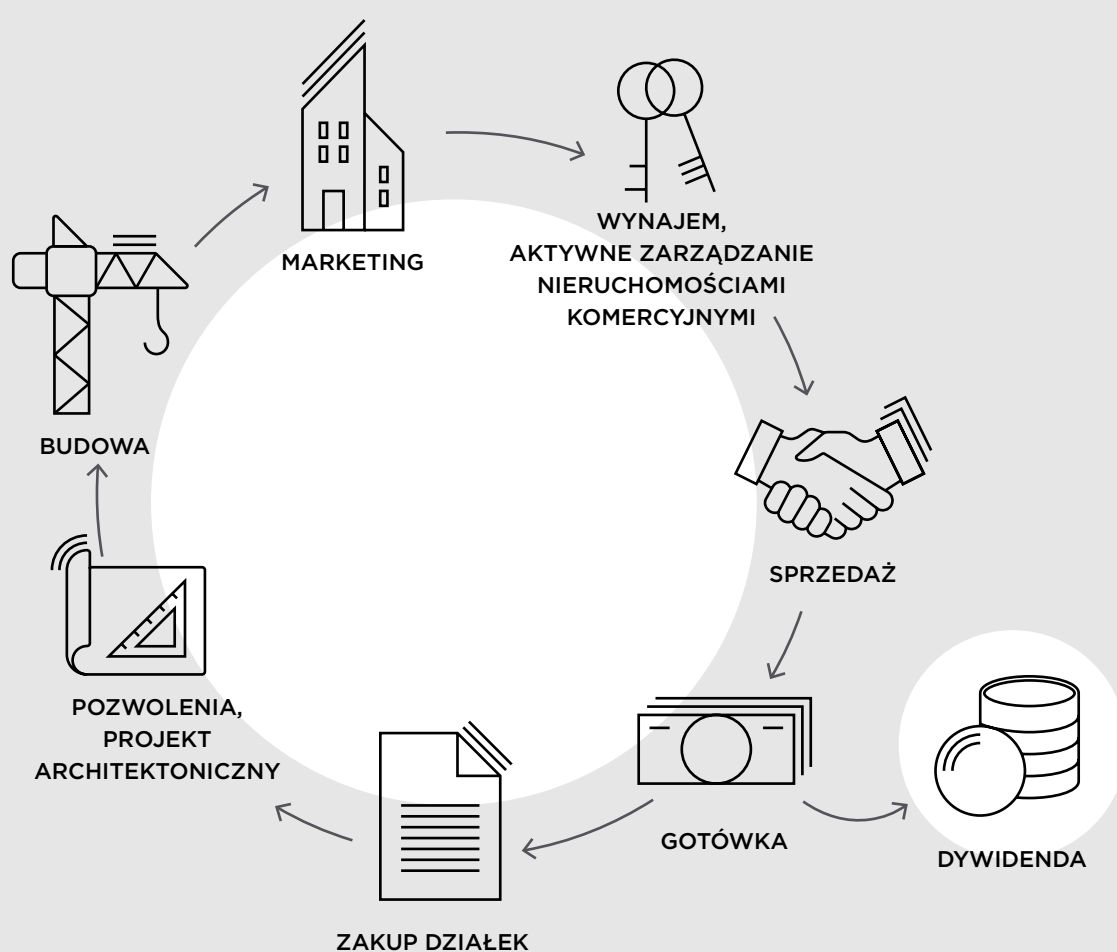 MARKETING
WYNAJEM,
AKTYWNE ZARZĄDZANIE
NIERUCHOMOŚCIAMI
KOMERCYJNYMI
BUDOWA
SPRZEDAŻ
POZWOLENIA,
PROJEKT
ARCHITEKTONICZNY
GOTÓWKA
DYWIDENDA
ZAKUP DZIAŁEK